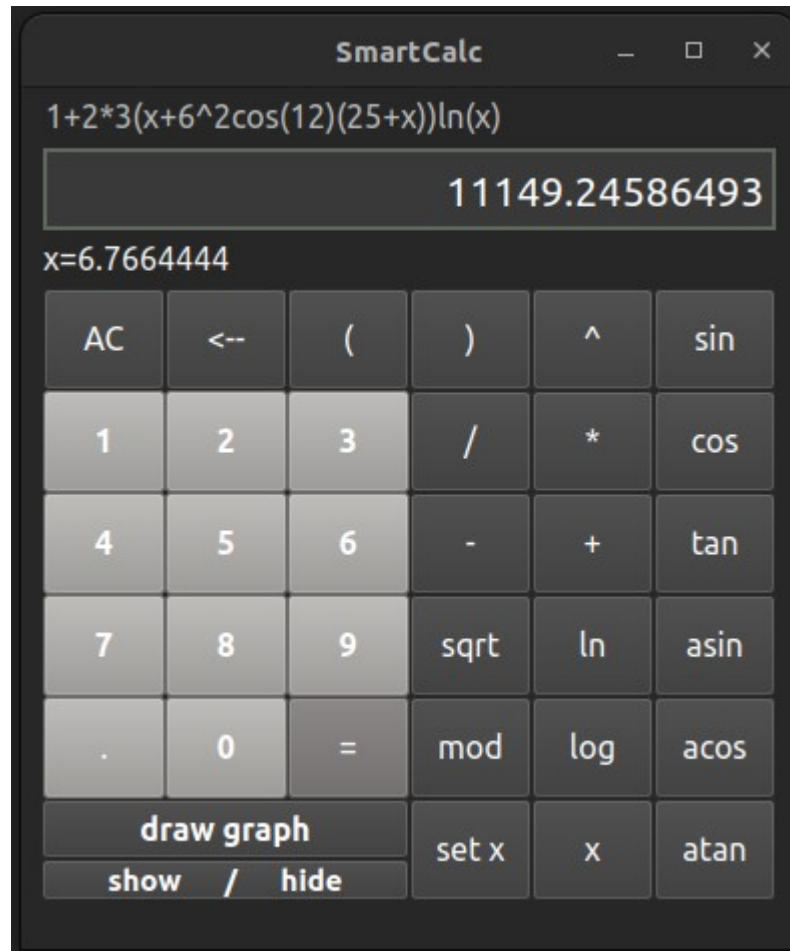 SmartCalc
1+2*3(x+6^2cos(12)(25+x))ln(x)
11149.24586493
x=6.7664444
AC <-- ( ) ^ sin
1 2 3 / * cos
4 5 6 - + tan
7 8 9 sqrt ln asin
. 0 = mod log acos
draw graph set x x atan
show / hide